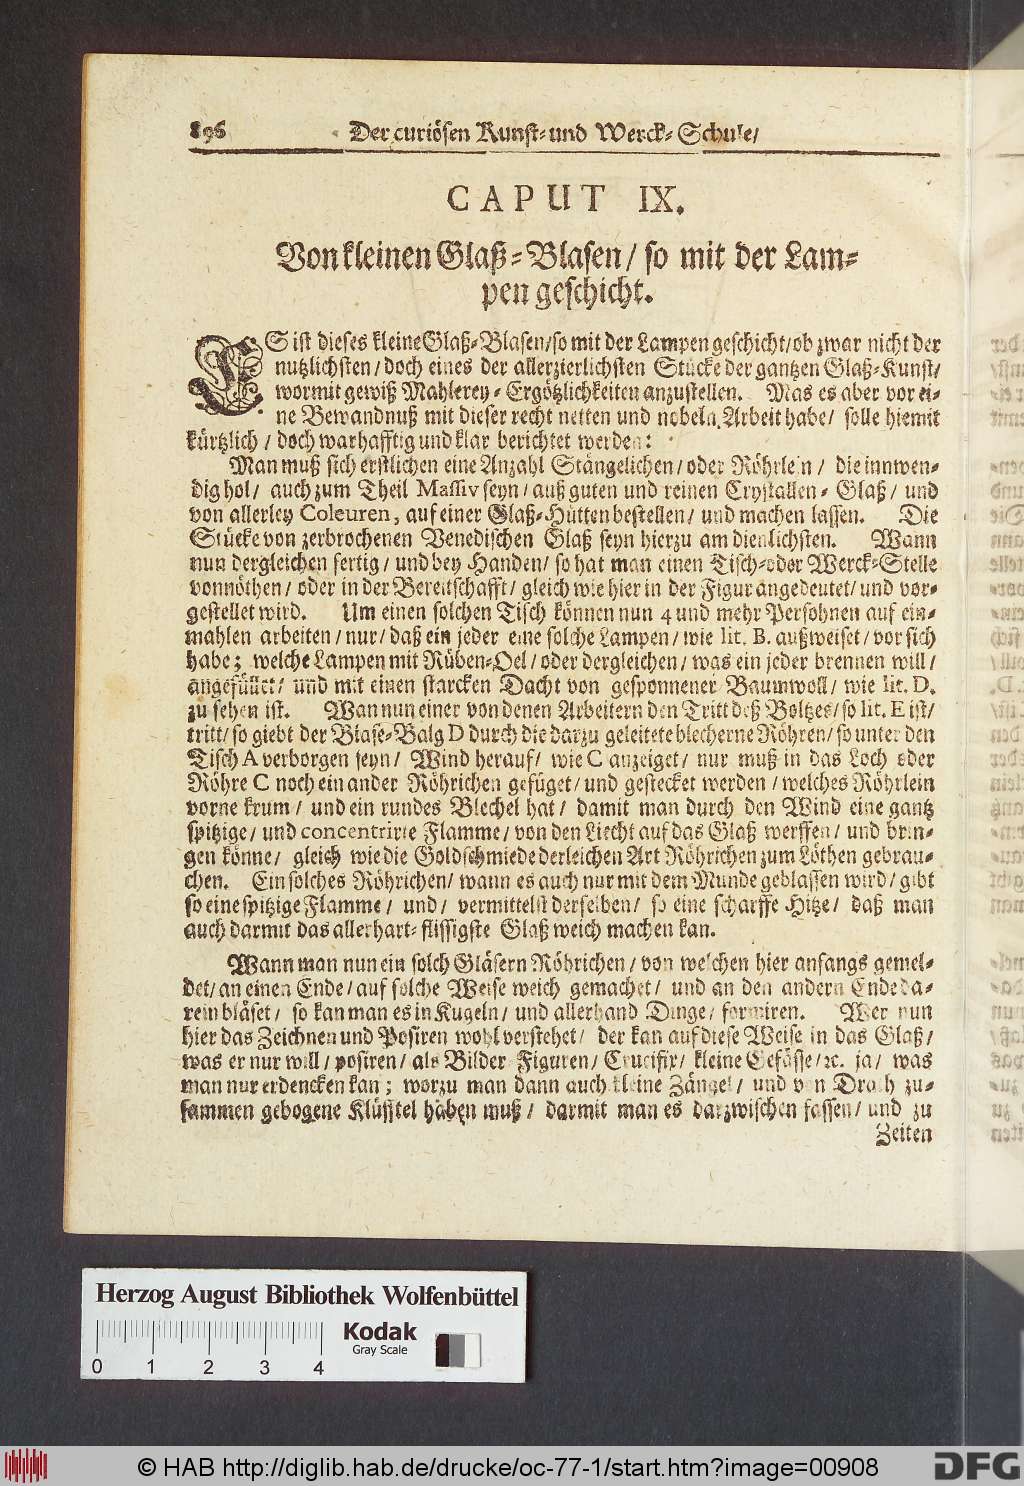 896 Der curiösen Kunst- und Werck-Schule/
CAPUT IX.
Von kleinen Glaß-Blasen / so mit der Lam-
pen geschicht.
ES ist dieses kleine Glaß-Blasen/so mit der Lampen geschicht/ob zwar nicht der
nutzlichsten / doch eines der allerzierlichsten Stücke der gantzen Glaß-Kunst/
wormit gewiß Mahlerey-Ergötzlichkeiten anzustellen. Was es aber vor ei-
ne Bewandnuß mit dieser recht netten und nobeln Arbeit habe/ solle hiemit
kürtzlich / doch warhafftig und klar berichtet werden:
Man muß sich erstlichen eine Anzahl Stängelichen/oder Röhrlein / die innwen-
dig hol/ auch zum Theil Massiv seyn/auß guten und reinen Crystallen-Glaß/ und
von allerley Coleuren, auf einer Glaß-Hütten bestellen/ und machen lassen. Die
Stücke von zerbrochenen Venedischen Glaß seyn hierzu am dienlichsten. Wann
nun dergleichen fertig/ und bey Handen/ so hat man einen Tisch-oder Werck-Stelle
vonnöthen/ oder in der Bereitschafft/ gleich wie hier in der Figur angedeutet/ und vor-
gestellet wird. Um einen solchen Tisch können nun 4 und mehr Persohnen auf ein-
mahlen arbeiten / nur/ daß ein jeder eine solche Lampen/ wie lit. B. außweiset/ vor sich
habe; welche Lampen mit Rüben-Oel/ oder dergleichen/ was ein jeder brennen will/
angefüllet/ und mit einen starcken Dacht von gesponnener Baumwoll/ wie lit. D.
zu sehen ist. Wan nun einer von denen Arbeitern den Tritt deß Boltzes/ so lit. E ist/
tritt/ so giebt der Blase-Balg D durch die darzu geleitete blecherne Röhren/ so unter den
Tisch A verborgen seyn/ Wind herauf/ wie C anzeiget/ nur muß in das Loch oder
Röhre C noch ein ander Röhrichen gefüget/ und gestecket werden / welches Röhrlein
vorne krum / und ein rundes Blechel hat/ damit man durch den Wind eine gantz
spitzige/ und concentrirte Flamme/ von den Liecht auf das Glaß werffen/ und brin-
gen könne/ gleich wie die Goldschmiede derleichen Art Röhrichen zum Löthen gebrau-
chen. Ein solches Röhrichen/ wann es auch nur mit dem Munde geblassen wird/ gibt
so eine spitzige Flamme / und/ vermittelst derselben/ so eine scharffe Hitze/ daß man
auch darmit das allerhart-flissigste Glaß weich machen kan.
Wann man nun ein solch Gläsern Röhrichen / von welchen hier anfangs gemel-
det/ an einen Ende/ auf solche Weise weich gemachet/ und an den andern Ende da-
rein bläset/ so kan man es in Kugeln/ und allerhand Dinge/ formiren. Wer nun
hier das Zeichnen und Posiren wohl verstehet/ der kan auf diese Weise in das Glaß/
was er nur will/ posiren/ als Bilder Figuren/ Crucifix/ kleine Gefässe/ ꝛc. ja/ was
man nur erdencken kan; worzu man dann auch kleine Zängel/ und von Drath zu-
sammen gebogene Klüfftel haben muß/ darmit man es darzwischen fassen/ und zu
Zeiten
Herzog August Bibliothek Wolfenbüttel
Kodak
Gray Scale
0 1 2 3 4
© HAB http://diglib.hab.de/drucke/oc-77-1/start.htm?image=00908
DFG